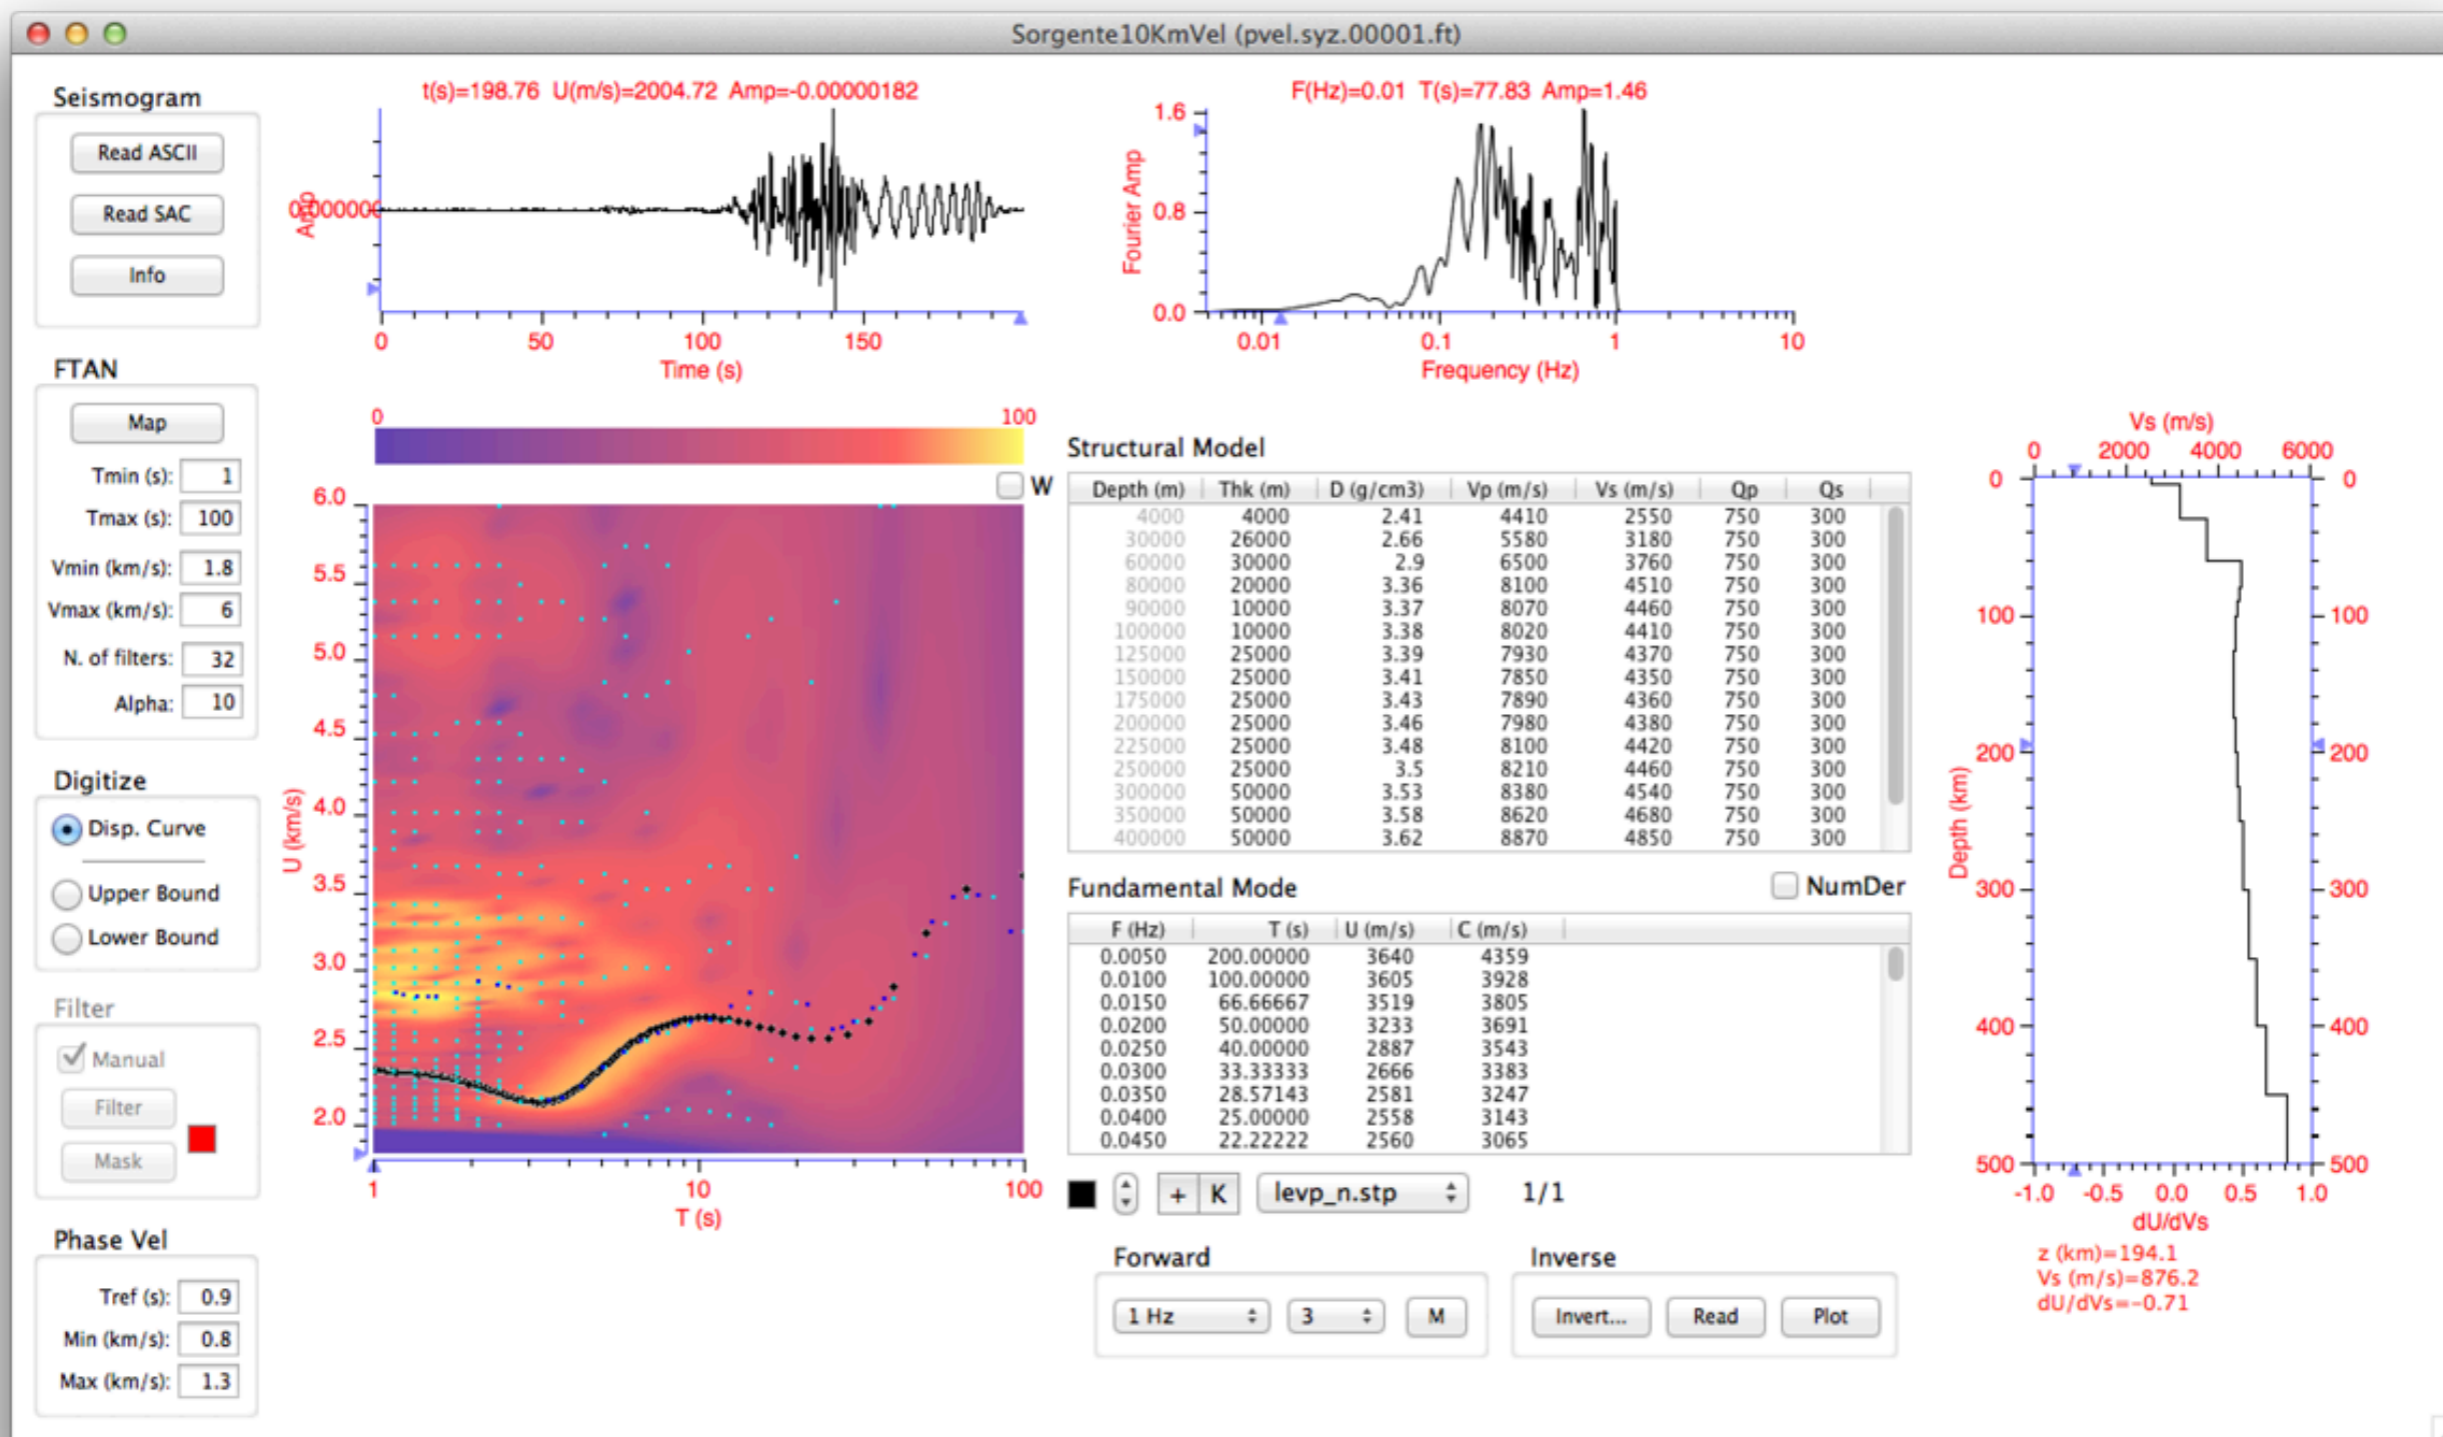 Sorgente10KmVel (pvel.syz.00001.ft)
Seismogram
Read ASCII
Read SAC
Info
FTAN
Map
Tmin (s): 1
Tmax (s): 100
Vmin (km/s): 1.8
Vmax (km/s): 6
N. of filters: 32
Alpha: 10
Digitize
Disp. Curve
Upper Bound
Lower Bound
Filter
Manual
Filter
Mask
Phase Vel
Tref (s): 0.9
Min (km/s): 0.8
Max (km/s): 1.3
t(s)=198.76 U(m/s)=2004.72 Amp=-0.00000182
Amp
0 50 100 150
Time (s)
F(Hz)=0.01 T(s)=77.83 Amp=1.46
Fourier Amp
1.6
0.8
0.0
0.01 0.1 1 10
Frequency (Hz)
0 100
W
U (km/s)
6.0
5.5
5.0
4.5
4.0
3.5
3.0
2.5
2.0
1 10 100
T (s)
Structural Model
Depth (m) Thk (m) D (g/cm3) Vp (m/s) Vs (m/s) Qp Qs
4000 4000 2.41 4410 2550 750 300
30000 26000 2.66 5580 3180 750 300
60000 30000 2.9 6500 3760 750 300
80000 20000 3.36 8100 4510 750 300
90000 10000 3.37 8070 4460 750 300
100000 10000 3.38 8020 4410 750 300
125000 25000 3.39 7930 4370 750 300
150000 25000 3.41 7850 4350 750 300
175000 25000 3.43 7890 4360 750 300
200000 25000 3.46 7980 4380 750 300
225000 25000 3.48 8100 4420 750 300
250000 25000 3.5 8210 4460 750 300
300000 50000 3.53 8380 4540 750 300
350000 50000 3.58 8620 4680 750 300
400000 50000 3.62 8870 4850 750 300
Fundamental Mode
NumDer
F (Hz) T (s) U (m/s) C (m/s)
0.0050 200.00000 3640 4359
0.0100 100.00000 3605 3928
0.0150 66.66667 3519 3805
0.0200 50.00000 3233 3691
0.0250 40.00000 2887 3543
0.0300 33.33333 2666 3383
0.0350 28.57143 2581 3247
0.0400 25.00000 2558 3143
0.0450 22.22222 2560 3065
+ K levp_n.stp 1/1
Forward
1 Hz 3 M
Inverse
Invert... Read Plot
Vs (m/s)
0 2000 4000 6000
Depth (km)
0 0
100 100
200 200
300 300
400 400
500 500
-1.0 -0.5 0.0 0.5 1.0
dU/dVs
z (km)=194.1
Vs (m/s)=876.2
dU/dVs=-0.71